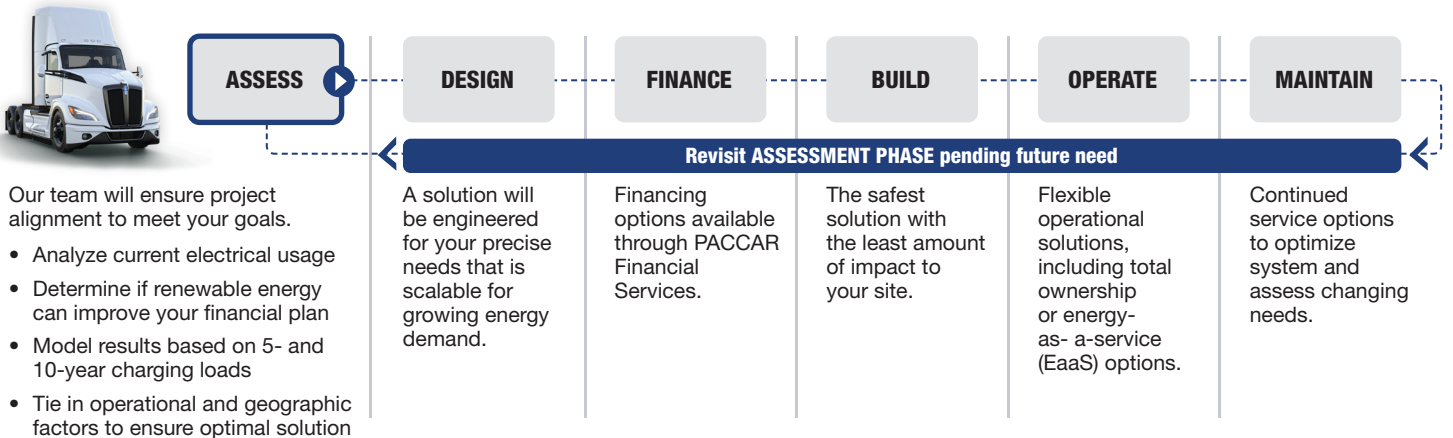 ASSESS
DESIGN
FINANCE
BUILD
OPERATE
MAINTAIN
Revisit ASSESSMENT PHASE pending future need
Our team will ensure project
alignment to meet your goals.
• Analyze current electrical usage
• Determine if renewable energy
can improve your financial plan
• Model results based on 5- and
10-year charging loads
• Tie in operational and geographic
factors to ensure optimal solution
A solution will
be engineered
for your precise
needs that is
scalable for
growing energy
demand.
Financing
options available
through PACCAR
Financial
Services.
The safest
solution with
the least amount
of impact to
your site.
Flexible
operational
solutions,
including total
ownership
or energy-
as- a-service
(EaaS) options.
Continued
service options
to optimize
system and
assess changing
needs.